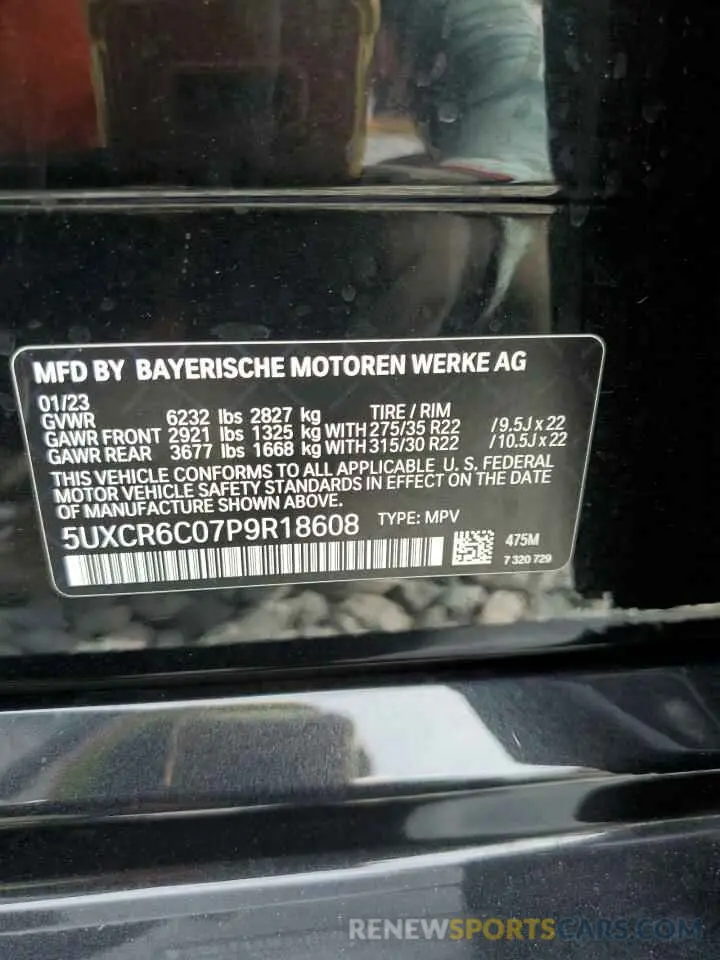 MFD BY BAYERISCHE MOTOREN WERKE AG
01/23 TIRE / RIM
GVWR 6232 lbs 2827 kg
GAWR FRONT 2921 lbs 1325 kg WITH 275/35 R22 /9.5J x 22
GAWR REAR 3677 lbs 1668 kg WITH 315/30 R22 /10.5J x 22
THIS VEHICLE CONFORMS TO ALL APPLICABLE U. S. FEDERAL
MOTOR VEHICLE SAFETY STANDARDS IN EFFECT ON THE DATE
OF MANUFACTURE SHOWN ABOVE.
5UXCR6C07P9R18608 TYPE: MPV
475M
7 320 729
RENEWSPORTSCARS.COM